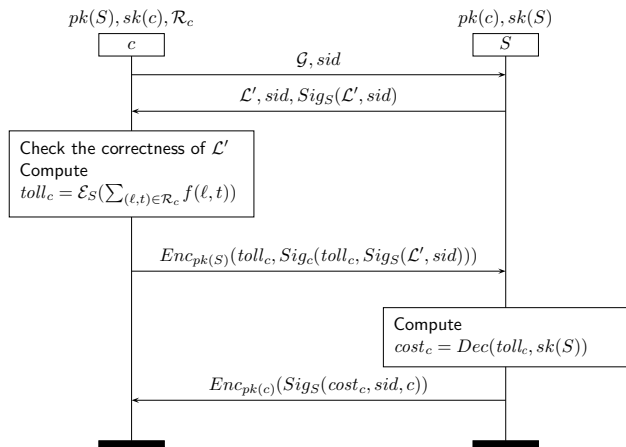 pk(S), sk(c), 𝓡_c
pk(c), sk(S)
c
S
𝒢, sid
𝓛′, sid, Sig_S(𝓛′, sid)
Check the correctness of 𝓛′
Compute
toll_c = 𝓔_S(∑_{(ℓ,t)∈𝓡_c} f(ℓ, t))
Enc_{pk(S)}(toll_c, Sig_c(toll_c, Sig_S(𝓛′, sid)))
Compute
cost_c = Dec(toll_c, sk(S))
Enc_{pk(c)}(Sig_S(cost_c, sid, c))